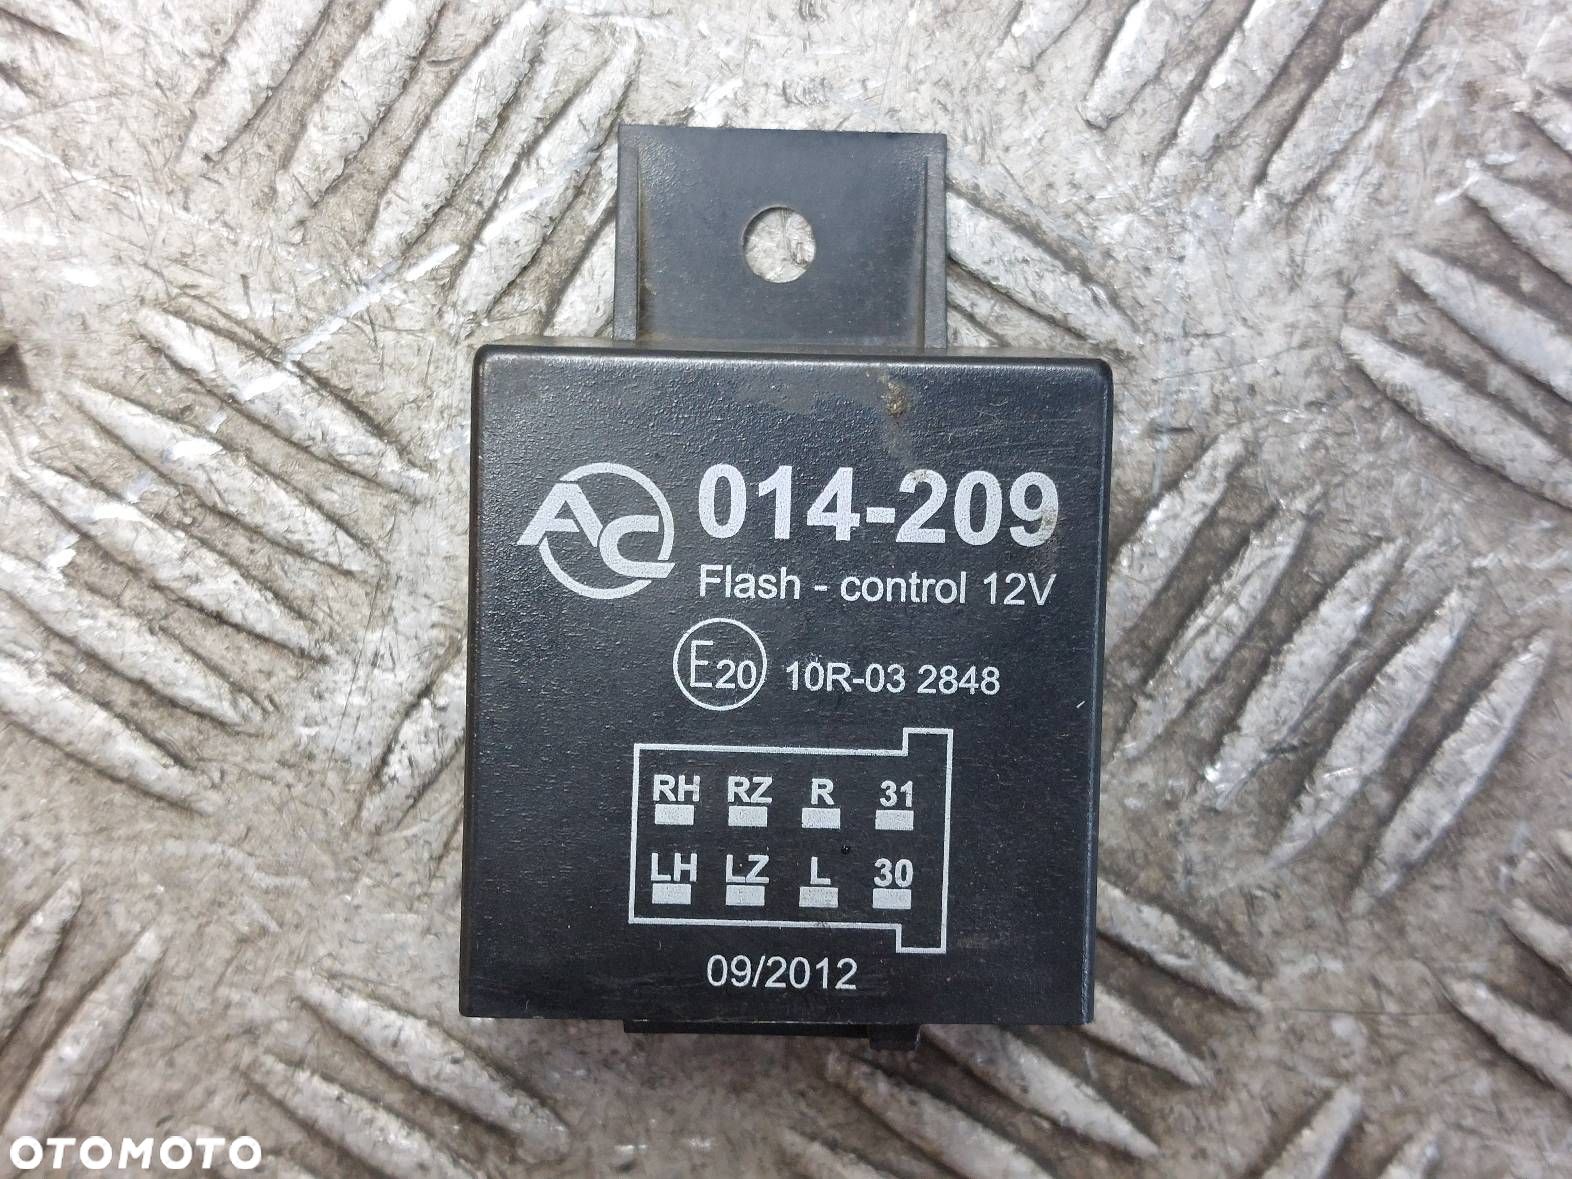 AC 014-209
Flash - control 12V
E20 10R-03 2848
RH RZ R 31
LH LZ L 30
09/2012
OTOMOTO